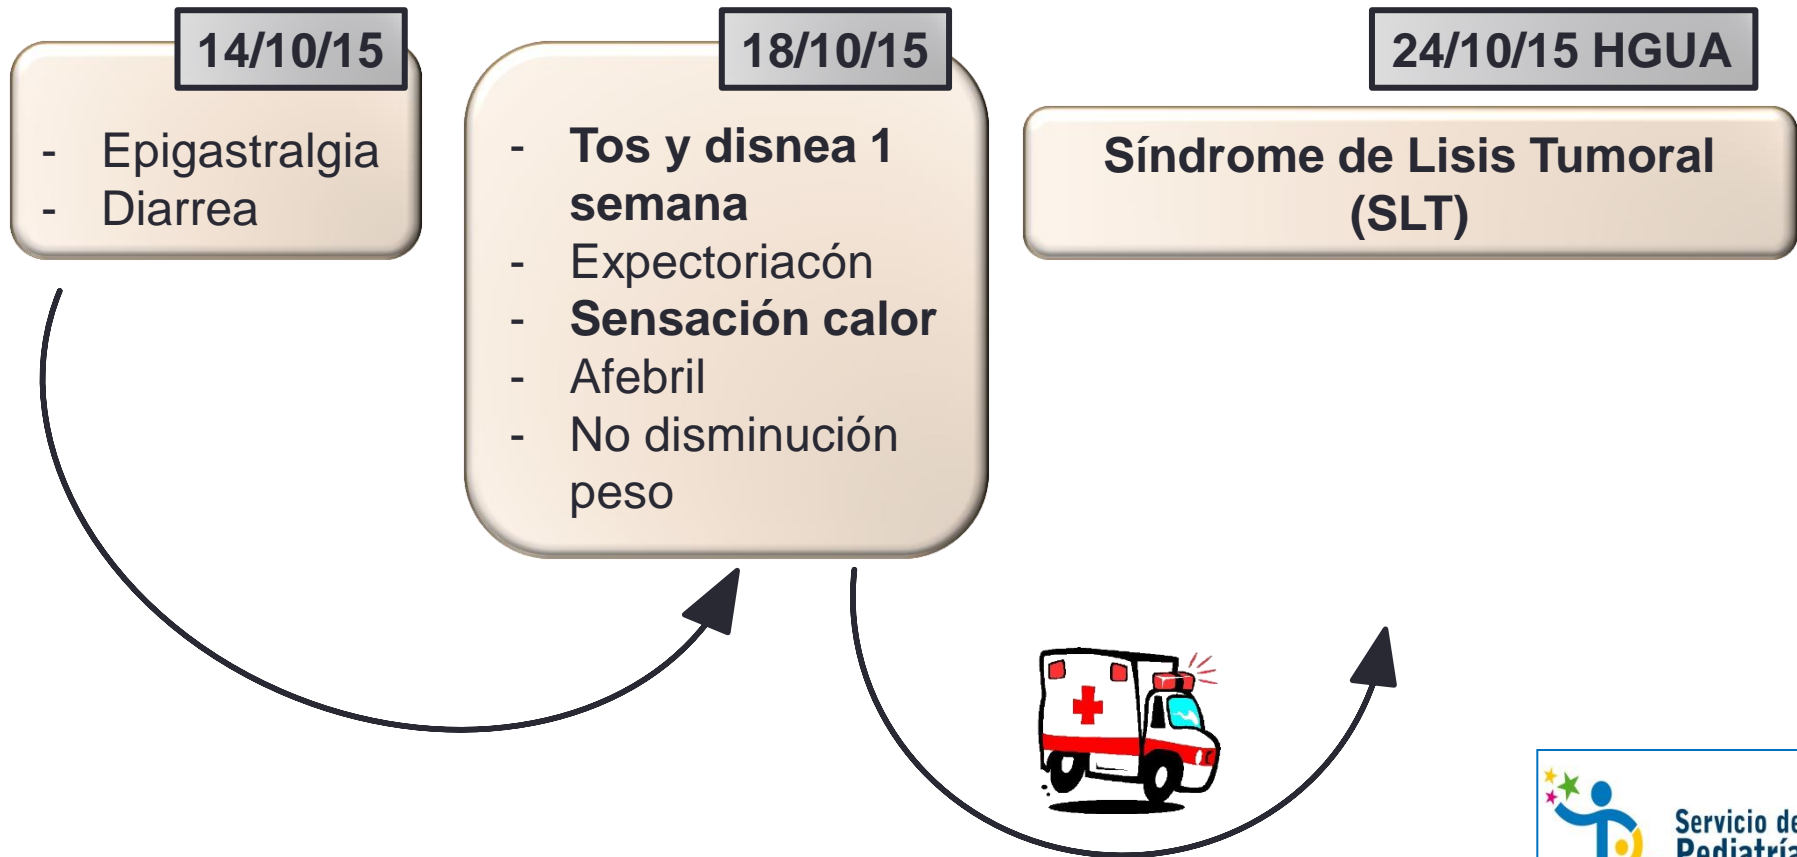 14/10/15
- Epigastralgia
- Diarrea
18/10/15
- Tos y disnea 1
semana
- Expectoriacón
- Sensación calor
- Afebril
- No disminución
peso
24/10/15 HGUA
Síndrome de Lisis Tumoral
(SLT)
Servicio de
Pediatría